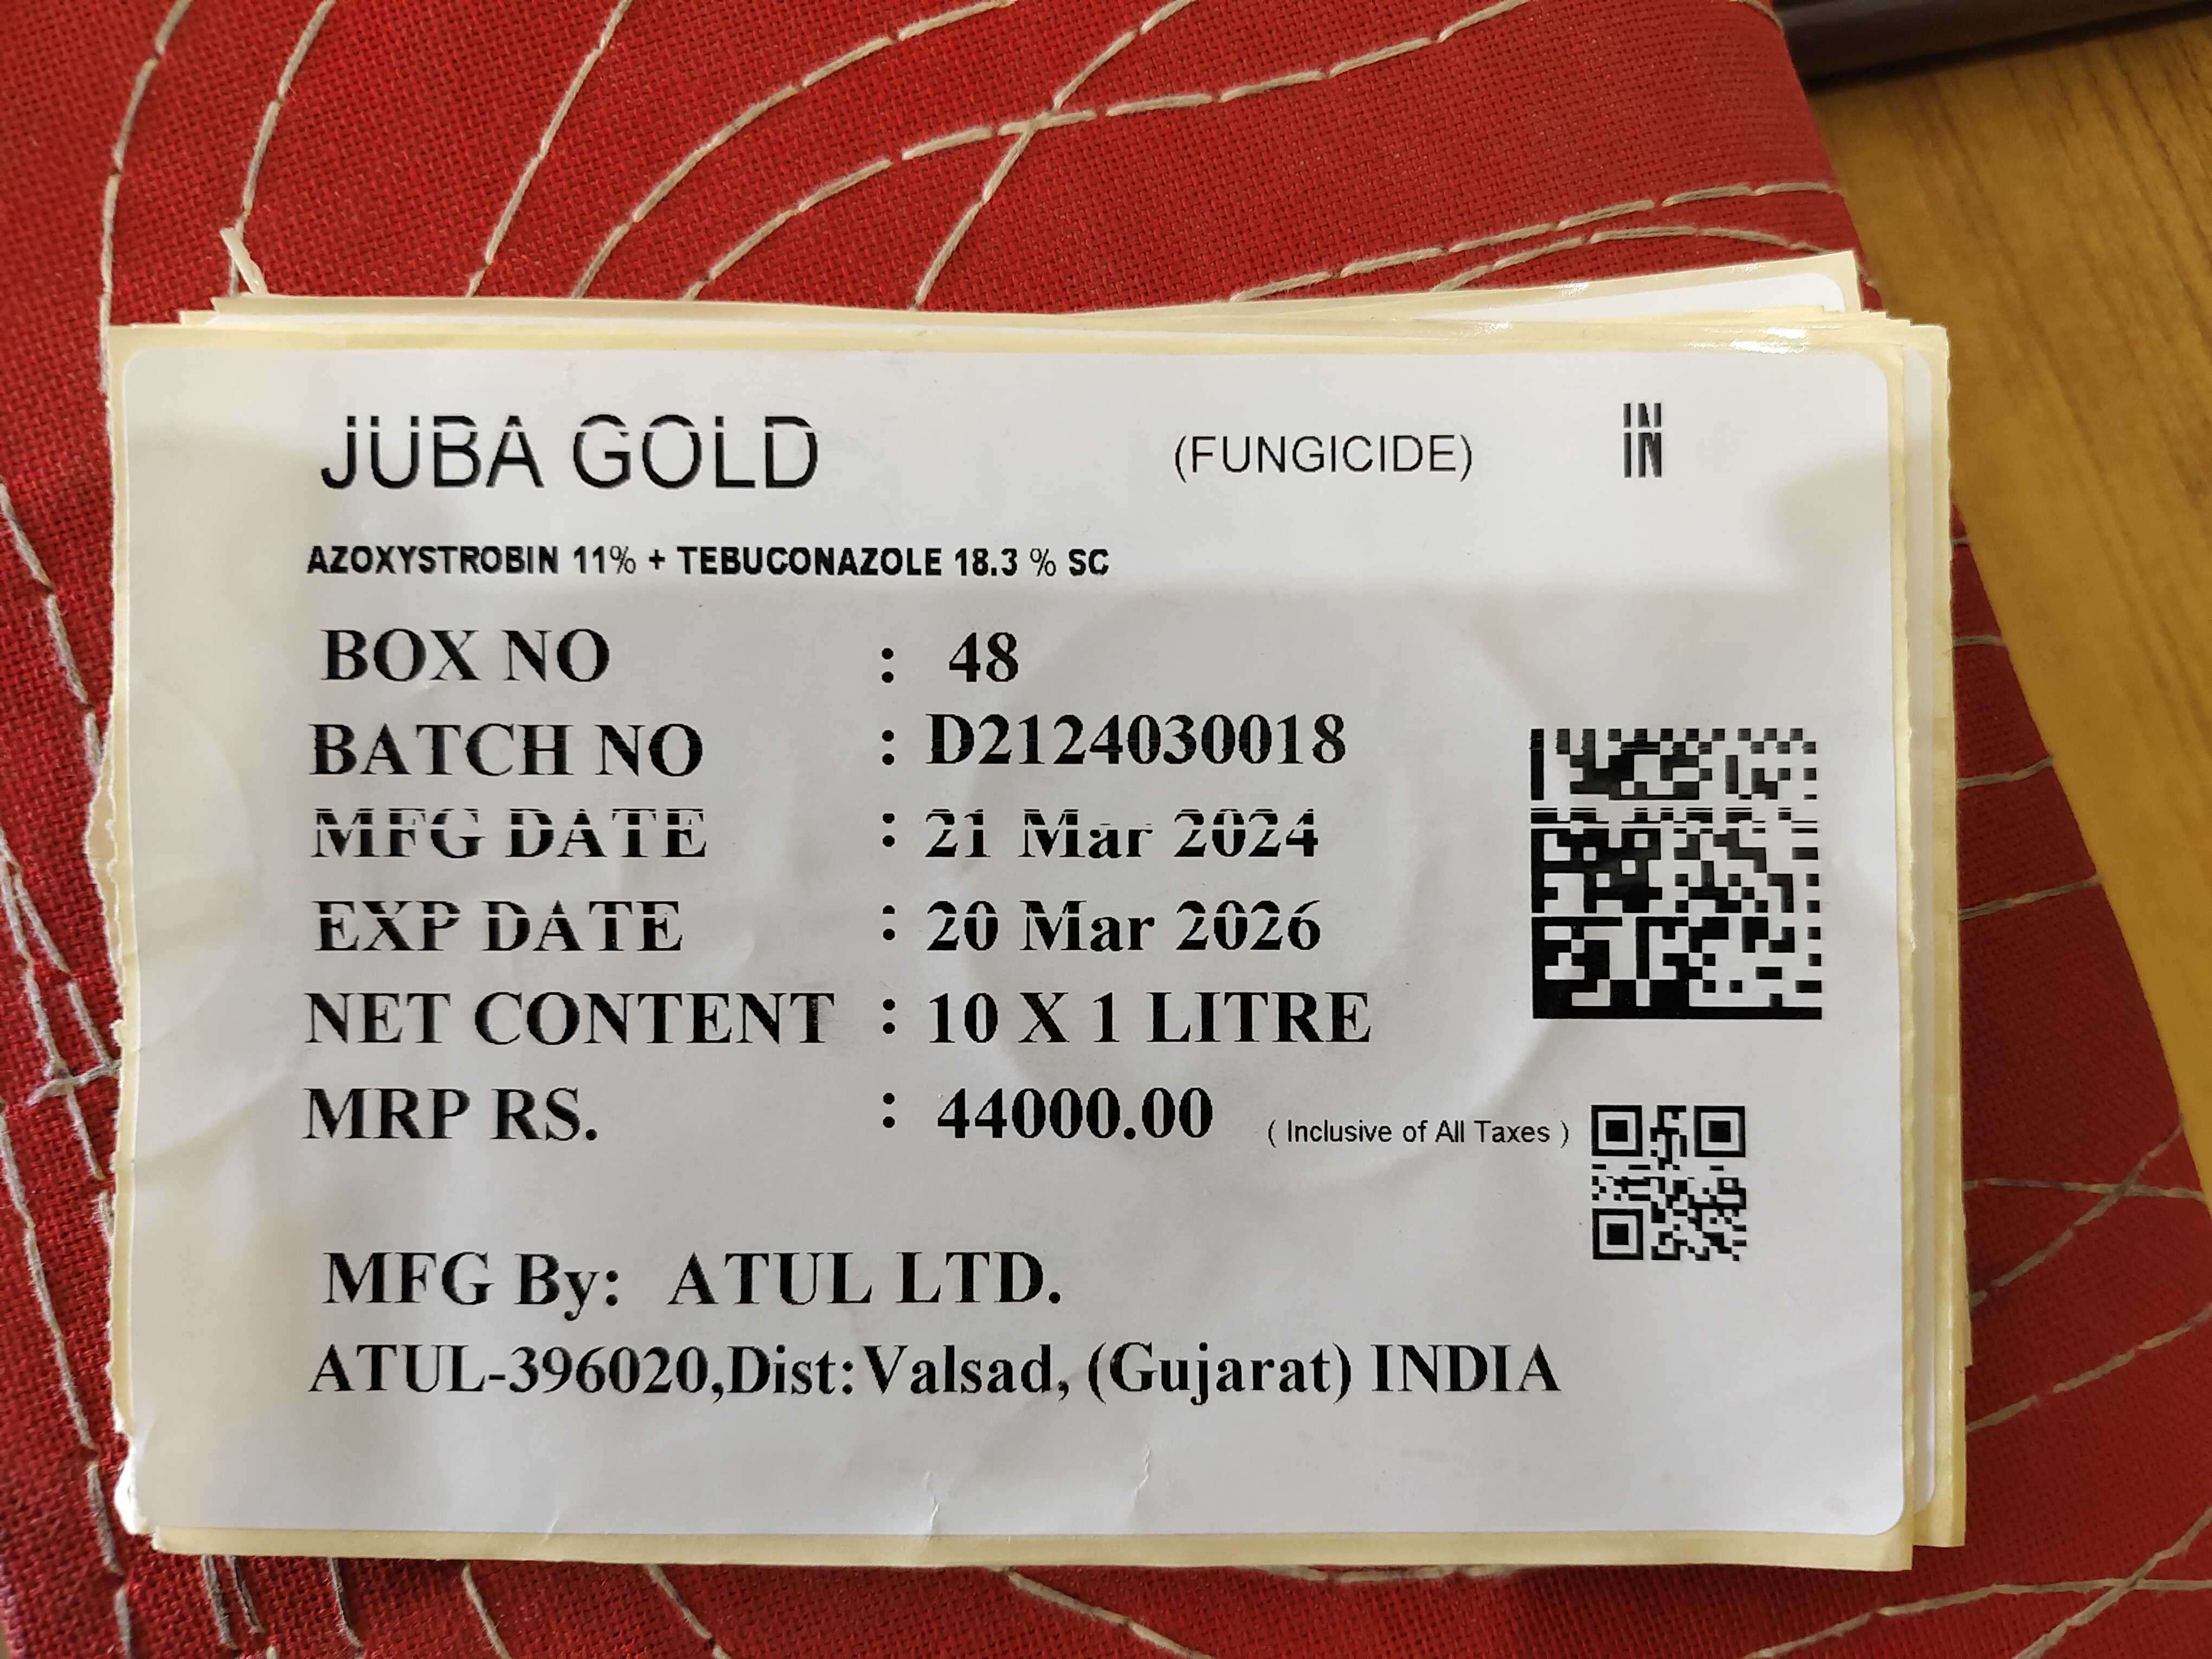 JUBA GOLD (FUNGICIDE) IN
AZOXYSTROBIN 11% + TEBUCONAZOLE 18.3 % SC
BOX NO : 48
BATCH NO : D2124030018
MFG DATE : 21 Mar 2024
EXP DATE : 20 Mar 2026
NET CONTENT : 10 X 1 LITRE
MRP RS. : 44000.00 ( Inclusive of All Taxes )
MFG By: ATUL LTD.
ATUL-396020,Dist:Valsad, (Gujarat) INDIA